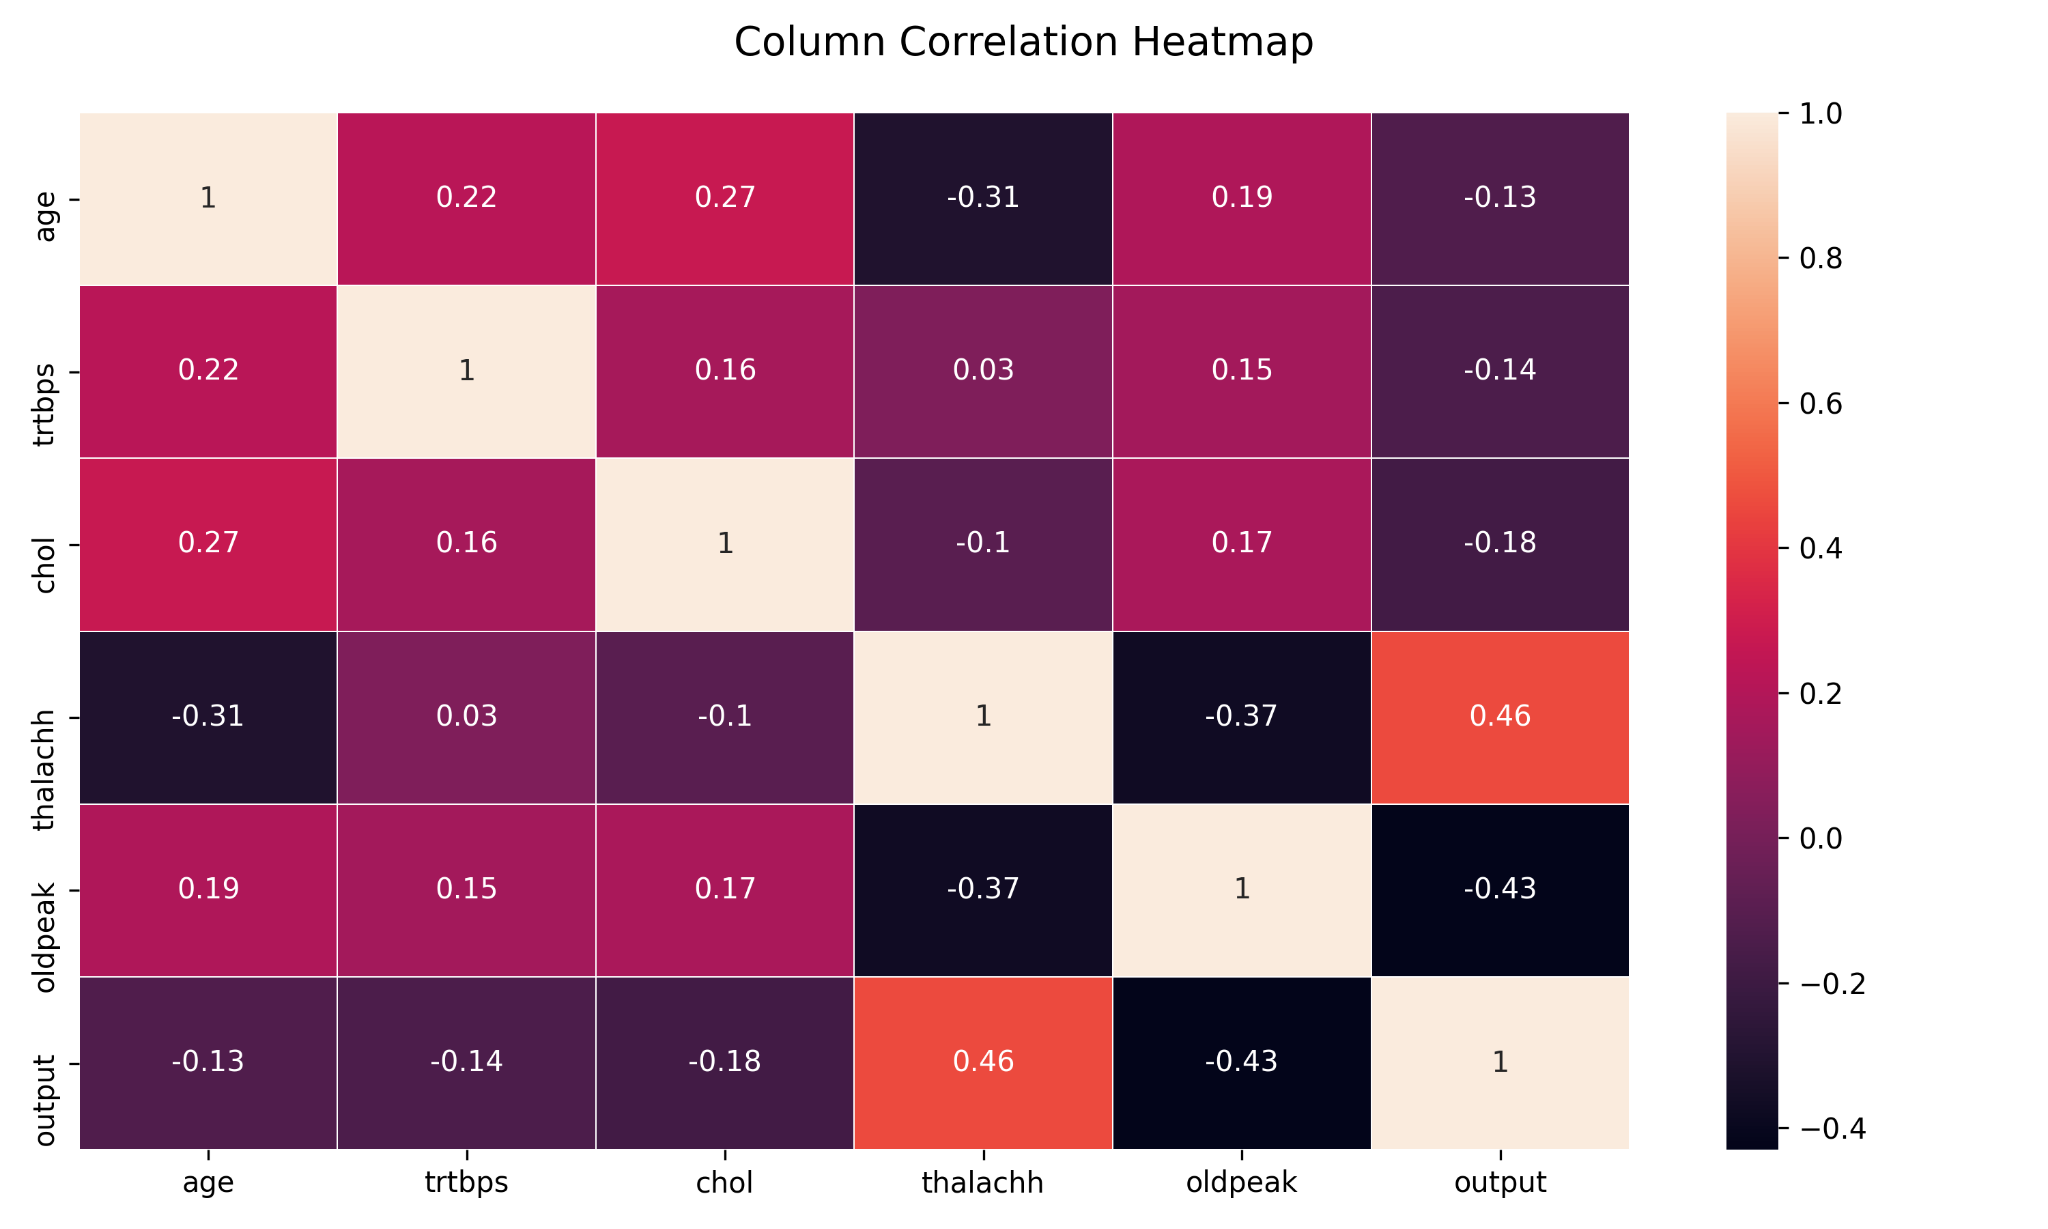 Column Correlation Heatmap
age 1 0.22 0.27 -0.31 0.19 -0.13
trtbps 0.22 1 0.16 0.03 0.15 -0.14
chol 0.27 0.16 1 -0.1 0.17 -0.18
thalachh -0.31 0.03 -0.1 1 -0.37 0.46
oldpeak 0.19 0.15 0.17 -0.37 1 -0.43
output -0.13 -0.14 -0.18 0.46 -0.43 1
age trtbps chol thalachh oldpeak output
1.0
0.8
0.6
0.4
0.2
0.0
−0.2
−0.4